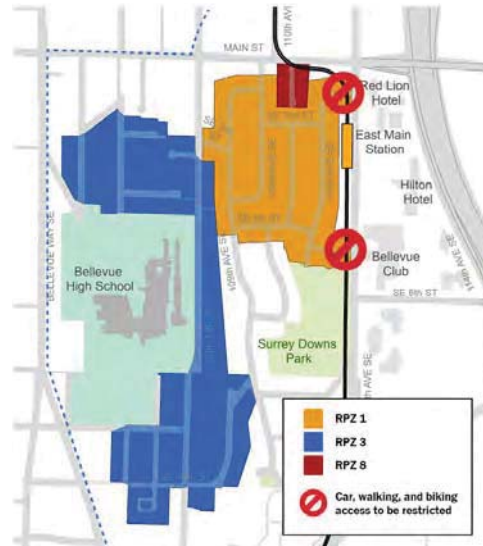 110th AVE
MAIN ST
Red Lion
Hotel
East Main
Station
Hilton
Hotel
114th AVE SE
BELLEVUE WAY SE
Bellevue
High School
109th AVE SE
Bellevue
Club
SE 6th ST
Surrey Downs
Park
AVE SE
RPZ 1
RPZ 3
RPZ 8
Car, walking, and biking
access to be restricted